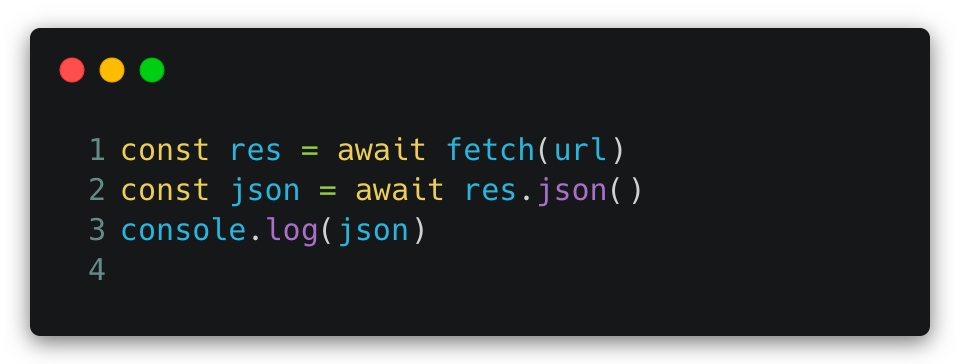 1 const res = await fetch(url)
2 const json = await res.json()
3 console.log(json)
4